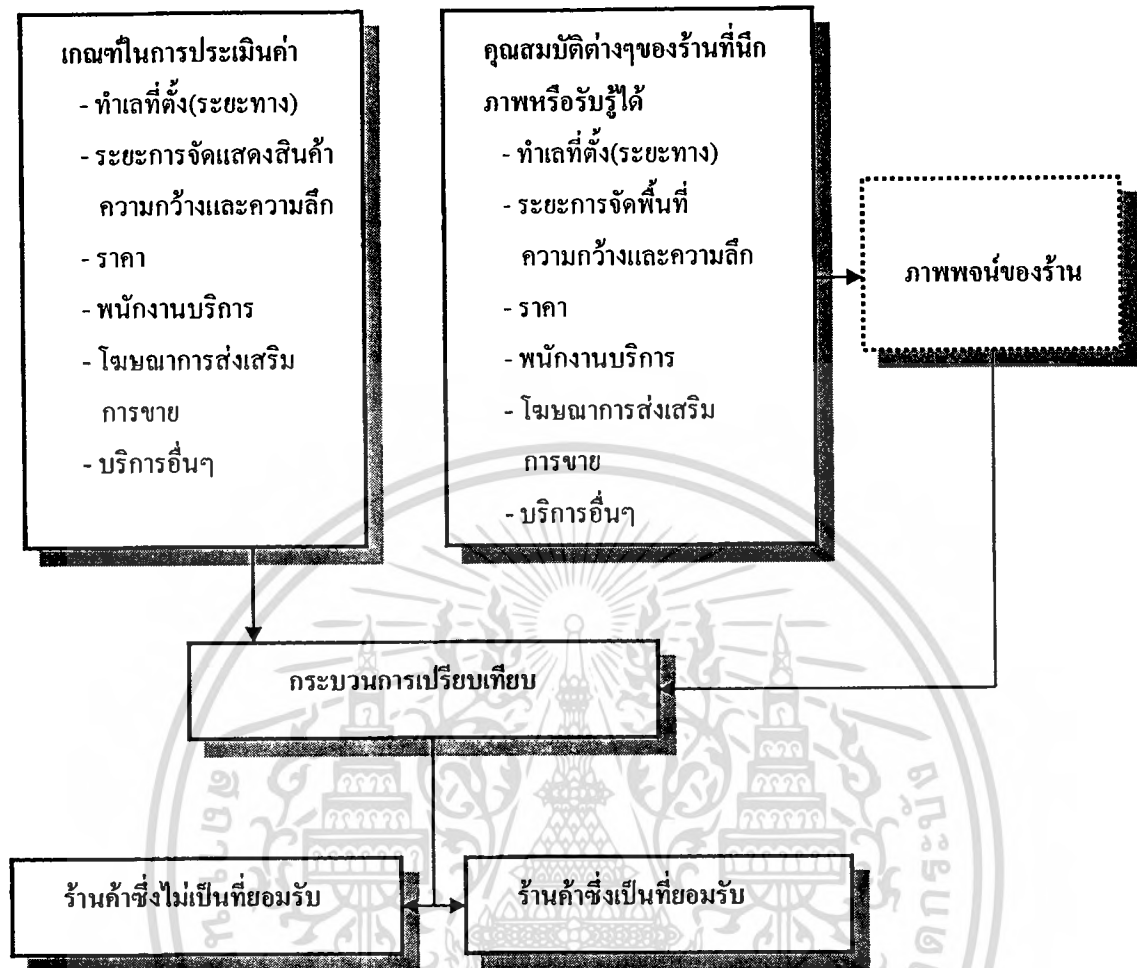 เกณฑ์ในการประเมินค่า
- ทำเลที่ตั้ง(ระยะทาง)
- ระยะการจัดแสดงสินค้า
ความกว้างและความลึก
- ราคา
- พนักงานบริการ
- โฆษณาการส่งเสริม
การขาย
- บริการอื่นๆ
คุณสมบัติต่างๆของร้านที่นึก
ภาพหรือรับรู้ได้
- ทำเลที่ตั้ง(ระยะทาง)
- ระยะการจัดพื้นที่
ความกว้างและความลึก
- ราคา
- พนักงานบริการ
- โฆษณาการส่งเสริม
การขาย
- บริการอื่นๆ
ภาพพจน์ของร้าน
กระบวนการเปรียบเทียบ
ร้านค้าซึ่งไม่เป็นที่ยอมรับ
ร้านค้าซึ่งเป็นที่ยอมรับ